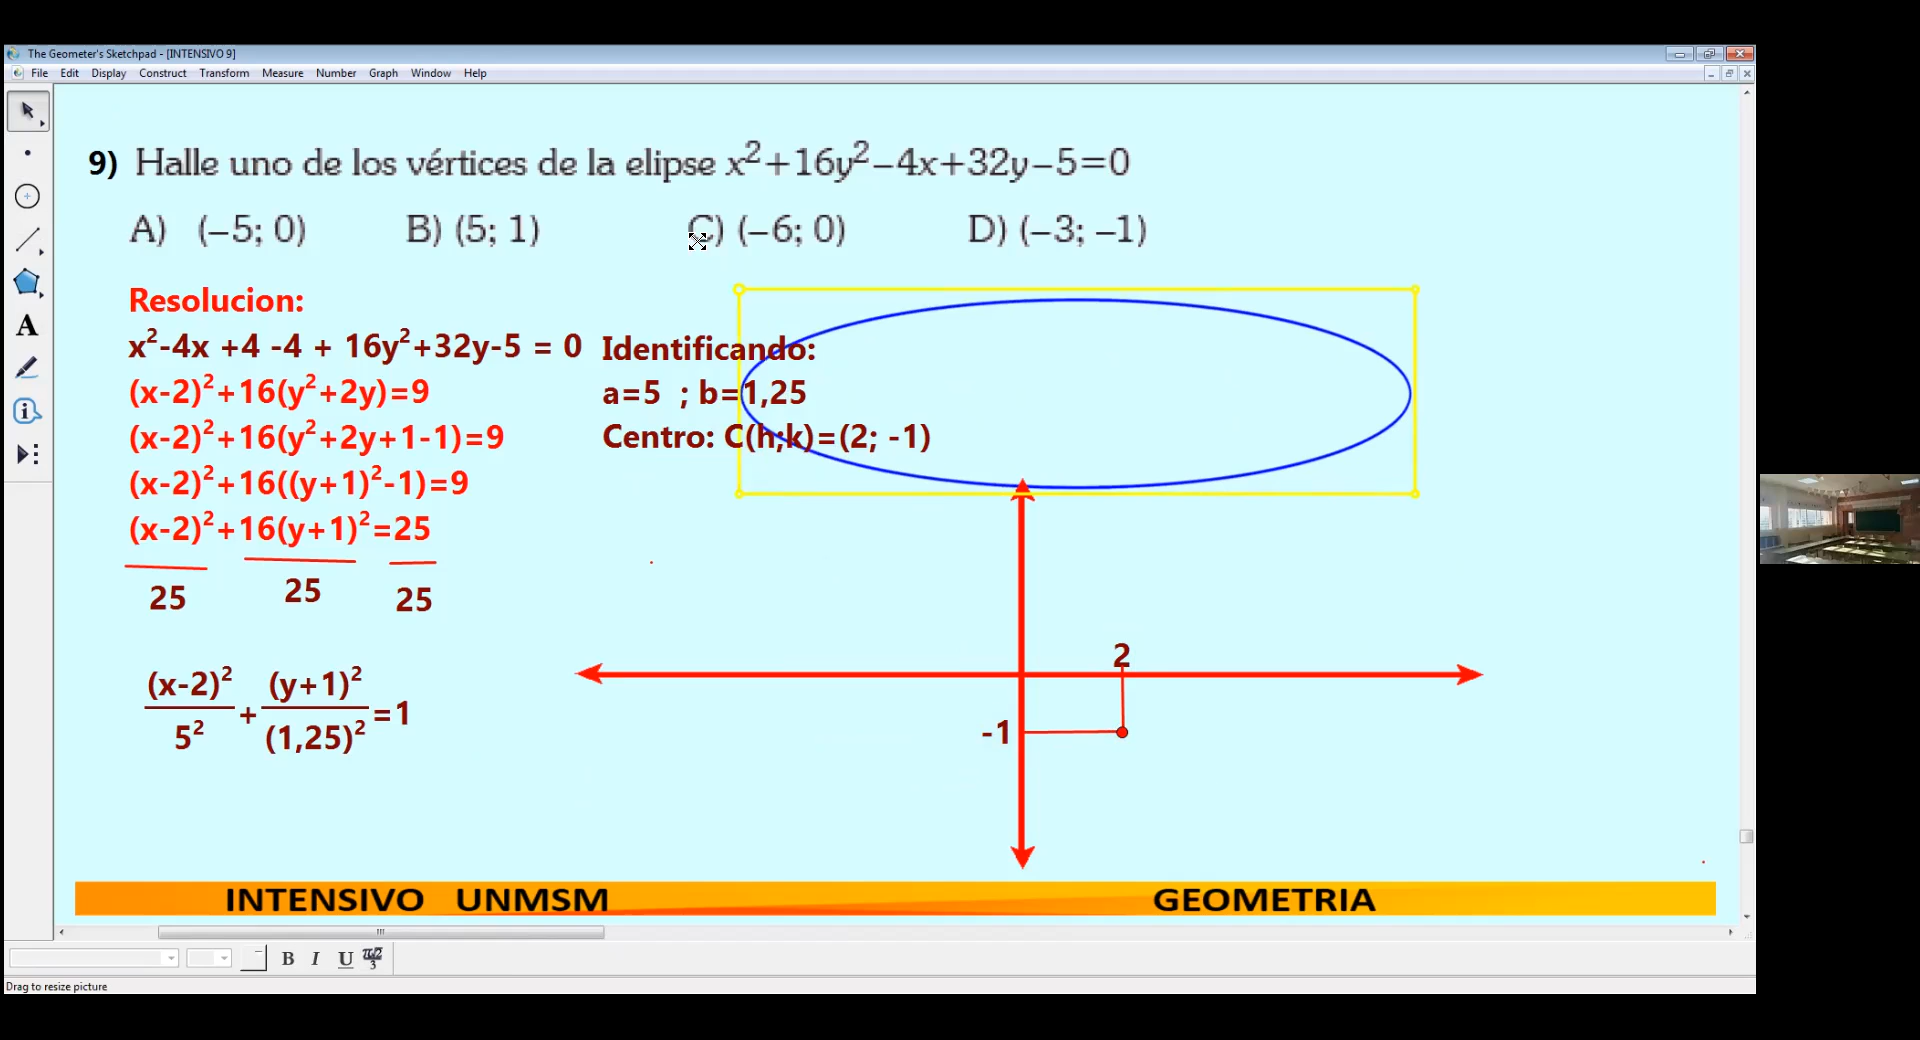 The Geometer's Sketchpad - [INTENSIVO 9]
File Edit Display Construct Transform Measure Number Graph Window Help
9) Halle uno de los vértices de la elipse x²+16y²−4x+32y−5=0
A) (−5; 0) B) (5; 1) C) (−6; 0) D) (−3; −1)
Resolucion:
x²-4x +4 -4 + 16y²+32y-5 = 0
(x-2)²+16(y²+2y)=9
(x-2)²+16(y²+2y+1-1)=9
(x-2)²+16((y+1)²-1)=9
(x-2)²+16(y+1)²=25
25 25 25
(x-2)² (y+1)²
+ =1
5² (1,25)²
Identificando:
a=5 ; b=1,25
Centro: C(h;k)=(2; -1)
2
-1
INTENSIVO UNMSM GEOMETRIA
A
B I U
Drag to resize picture